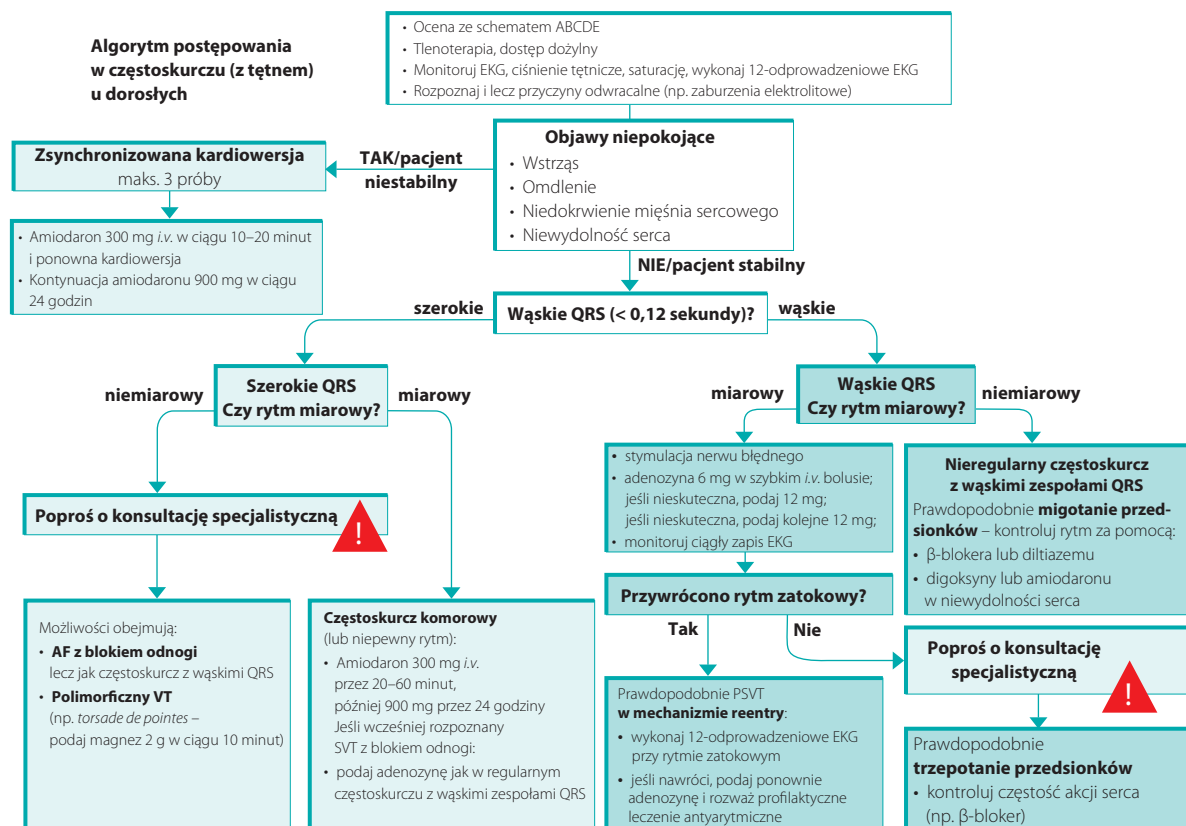 Algorytm postępowania
w częstoskurczu (z tętnem)
u dorosłych
• Ocena ze schematem ABCDE
• Tlenoterapia, dostęp dożylny
• Monitoruj EKG, ciśnienie tętnicze, saturację, wykonaj 12-odprowadzeniowe EKG
• Rozpoznaj i lecz przyczyny odwracalne (np. zaburzenia elektrolitowe)
Objawy niepokojące
• Wstrząs
• Omdlenie
• Niedokrwienie mięśnia sercowego
• Niewydolność serca
TAK/pacjent
niestabilny
Zsynchronizowana kardiowersja
maks. 3 próby
• Amiodaron 300 mg i.v. w ciągu 10–20 minut
i ponowna kardiowersja
• Kontynuacja amiodaronu 900 mg w ciągu
24 godzin
NIE/pacjent stabilny
szerokie
Wąskie QRS (< 0,12 sekundy)?
wąskie
niemiarowy
Szerokie QRS
Czy rytm miarowy?
miarowy
miarowy
Wąskie QRS
Czy rytm miarowy?
niemiarowy
Poproś o konsultację specjalistyczną
!
Możliwości obejmują:
• AF z blokiem odnogi
lecz jak częstoskurcz z wąskimi QRS
• Polimorficzny VT
(np. torsade de pointes –
podaj magnez 2 g w ciągu 10 minut)
Częstoskurcz komorowy
(lub niepewny rytm):
• Amiodaron 300 mg i.v.
przez 20–60 minut,
później 900 mg przez 24 godziny
Jeśli wcześniej rozpoznany
SVT z blokiem odnogi:
• podaj adenozynę jak w regularnym
częstoskurczu z wąskimi zespołami QRS
• stymulacja nerwu błędnego
• adenozyna 6 mg w szybkim i.v. bolusie;
jeśli nieskuteczna, podaj 12 mg;
jeśli nieskuteczna, podaj kolejne 12 mg;
• monitoruj ciągły zapis EKG
Przywrócono rytm zatokowy?
Tak
Nie
Prawdopodobnie PSVT
w mechanizmie reentry:
• wykonaj 12-odprowadzeniowe EKG
przy rytmie zatokowym
• jeśli nawróci, podaj ponownie
adenozynę i rozważ profilaktyczne
leczenie antyarytmiczne
Nieregularny częstoskurcz
z wąskimi zespołami QRS
Prawdopodobnie migotanie przed-
sionków – kontroluj rytm za pomocą:
• β-blokera lub diltiazemu
• digoksyny lub amiodaronu
w niewydolności serca
Poproś o konsultację
specjalistyczną
!
Prawdopodobnie
trzepotanie przedsionków
• kontroluj częstość akcji serca
(np. β-bloker)